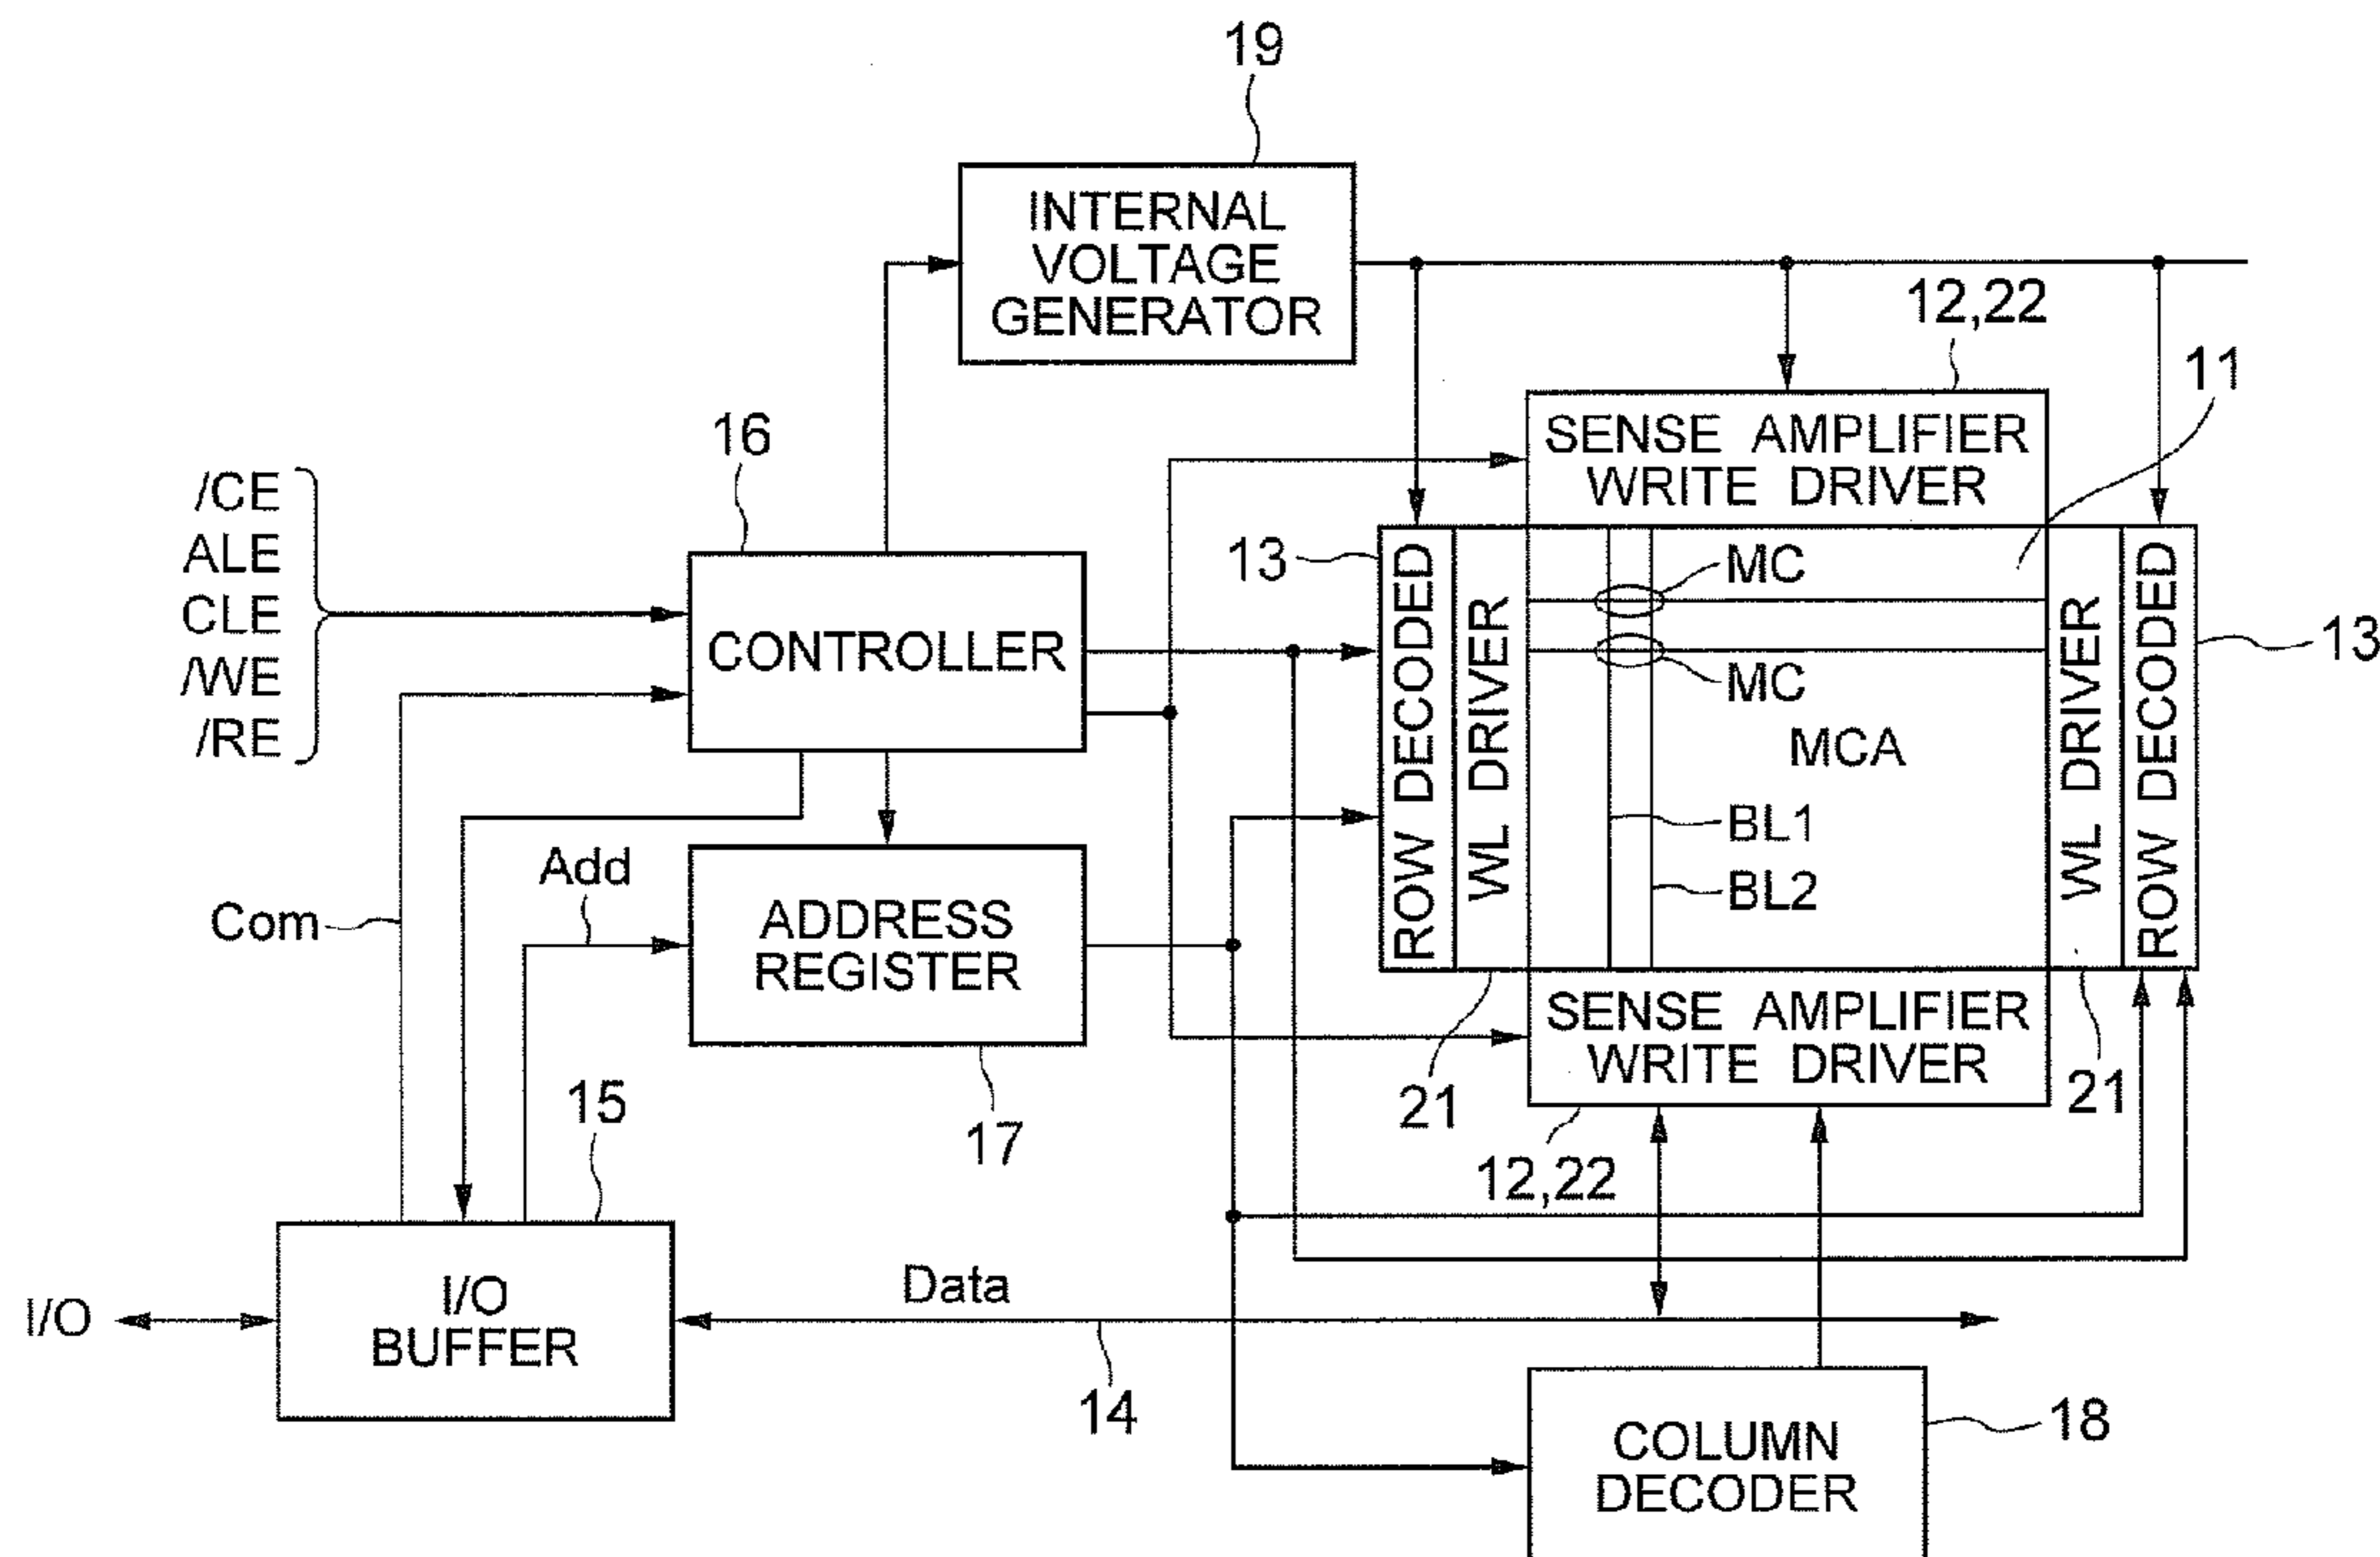 19
INTERNAL
VOLTAGE
GENERATOR
12,22
11
16
SENSE AMPLIFIER
WRITE DRIVER
/CE
ALE
CLE
/WE
/RE
13
CONTROLLER
ROW DECODED
WL DRIVER
MC
MC
MCA
BL1
BL2
WL DRIVER
ROW DECODED
13
Add
Com
ADDRESS
REGISTER
SENSE AMPLIFIER
WRITE DRIVER
15
17
21
21
12,22
Data
I/O
I/O
BUFFER
14
18
COLUMN
DECODER